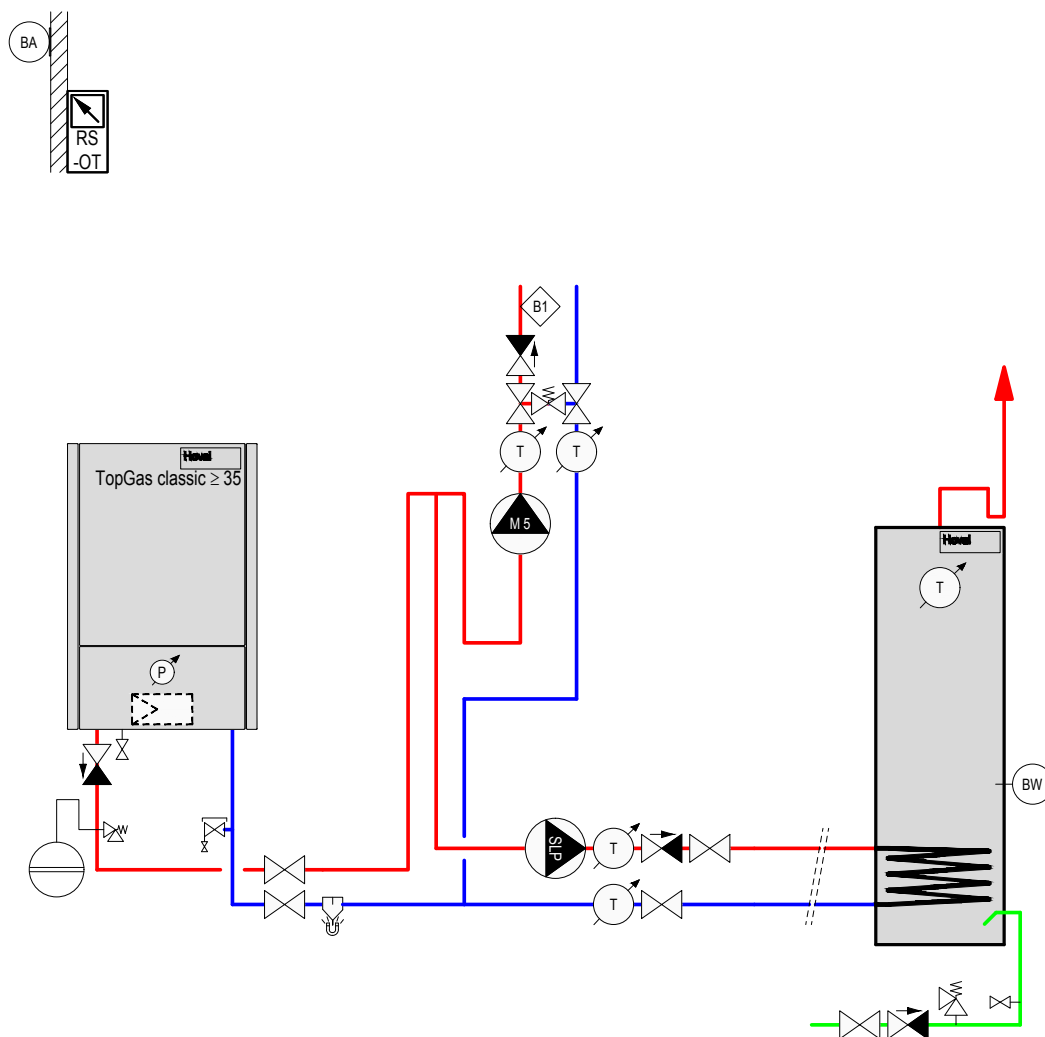 BA
RS
-OT
B1
T
T
M 5
Hoval
TopGas classic ≥ 35
P
Hoval
T
BW
SLP
T
T